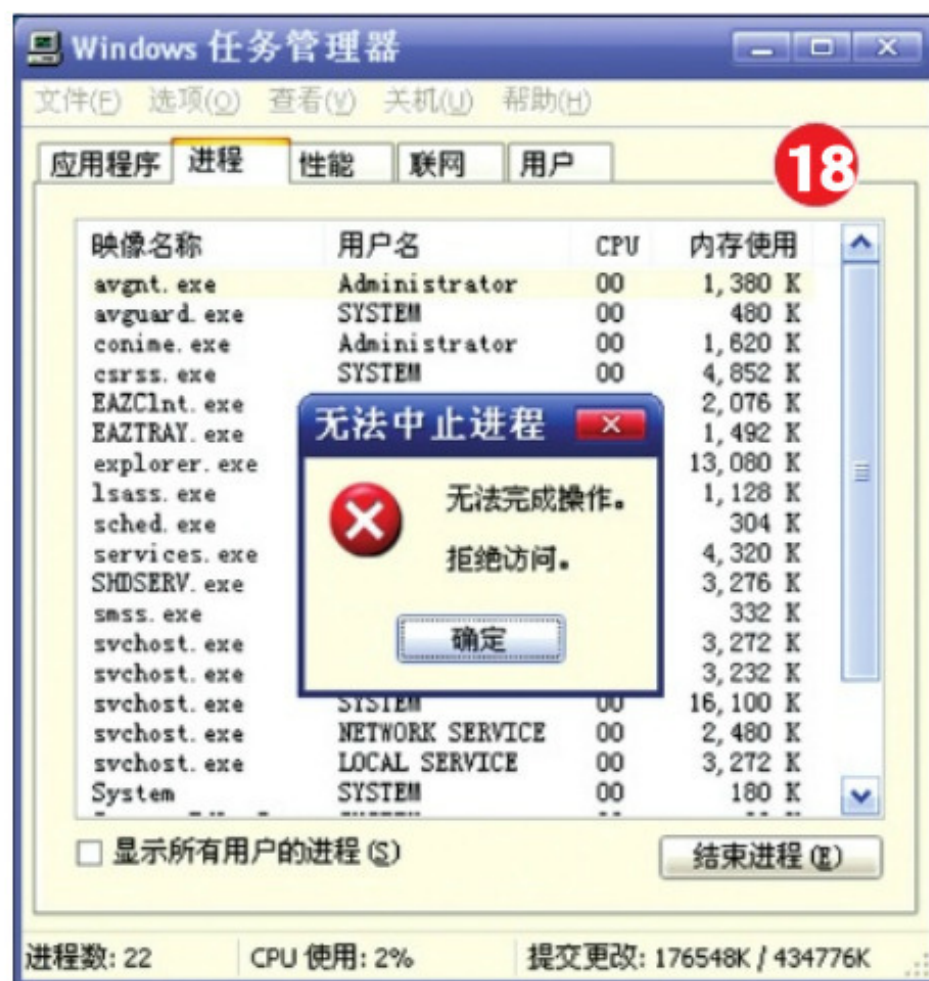 Windows 任务管理器
文件(F) 选项(O) 查看(V) 关机(U) 帮助(H)
应用程序 进程 性能 联网 用户
18
映像名称 用户名 CPU 内存使用
avgnt.exe Administrator 00 1,380 K
avguard.exe SYSTEM 00 480 K
conime.exe Administrator 00 1,620 K
csrss.exe SYSTEM 00 4,852 K
EAZClnt.exe 2,076 K
EAZTRAY.exe 1,492 K
explorer.exe 13,080 K
lsass.exe 1,128 K
sched.exe 304 K
services.exe 4,320 K
SMDSERV.exe 3,276 K
smss.exe 332 K
svchost.exe 3,272 K
svchost.exe 3,232 K
svchost.exe SYSTEM 00 16,100 K
svchost.exe NETWORK SERVICE 00 2,480 K
svchost.exe LOCAL SERVICE 00 3,272 K
System SYSTEM 00 180 K
无法中止进程
无法完成操作。
拒绝访问。
确定
显示所有用户的进程(S)
结束进程(E)
进程数: 22 CPU 使用: 2% 提交更改: 176548K / 434776K